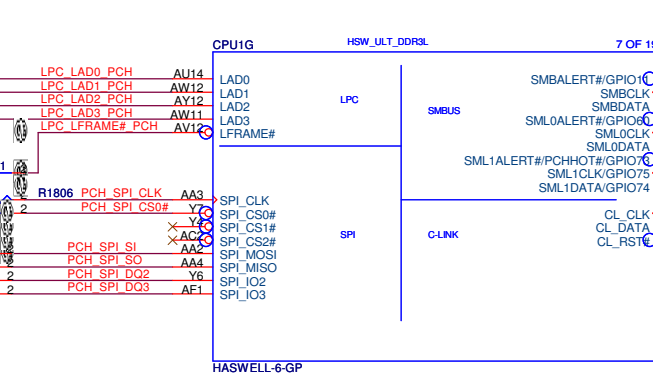 CPU1G HSW_ULT_DDR3L 7 OF 19
LPC_LAD0_PCH AU14 LAD0 SMBALERT#/GPIO11
LPC_LAD1_PCH AW12 LAD1 LPC SMBCLK
LPC_LAD2_PCH AY12 LAD2 SMBUS SMBDATA
LPC_LAD3_PCH AW11 LAD3 SML0ALERT#/GPIO60
LPC_LFRAME#_PCH AV12 LFRAME# SML0CLK
SML0DATA
1 SML1ALERT#/PCHHOT#/GPIO73
SML1CLK/GPIO75
SML1DATA/GPIO74
R1806 PCH_SPI_CLK AA3 SPI_CLK
2 PCH_SPI_CS0# Y7 SPI_CS0# CL_CLK
Y4 SPI_CS1# SPI C-LINK CL_DATA
AC2 SPI_CS2# CL_RST#
PCH_SPI_SI AA2 SPI_MOSI
2 PCH_SPI_SO AA4 SPI_MISO
2 PCH_SPI_DQ2 Y6 SPI_IO2
2 PCH_SPI_DQ3 AF1 SPI_IO3
HASWELL-6-GP